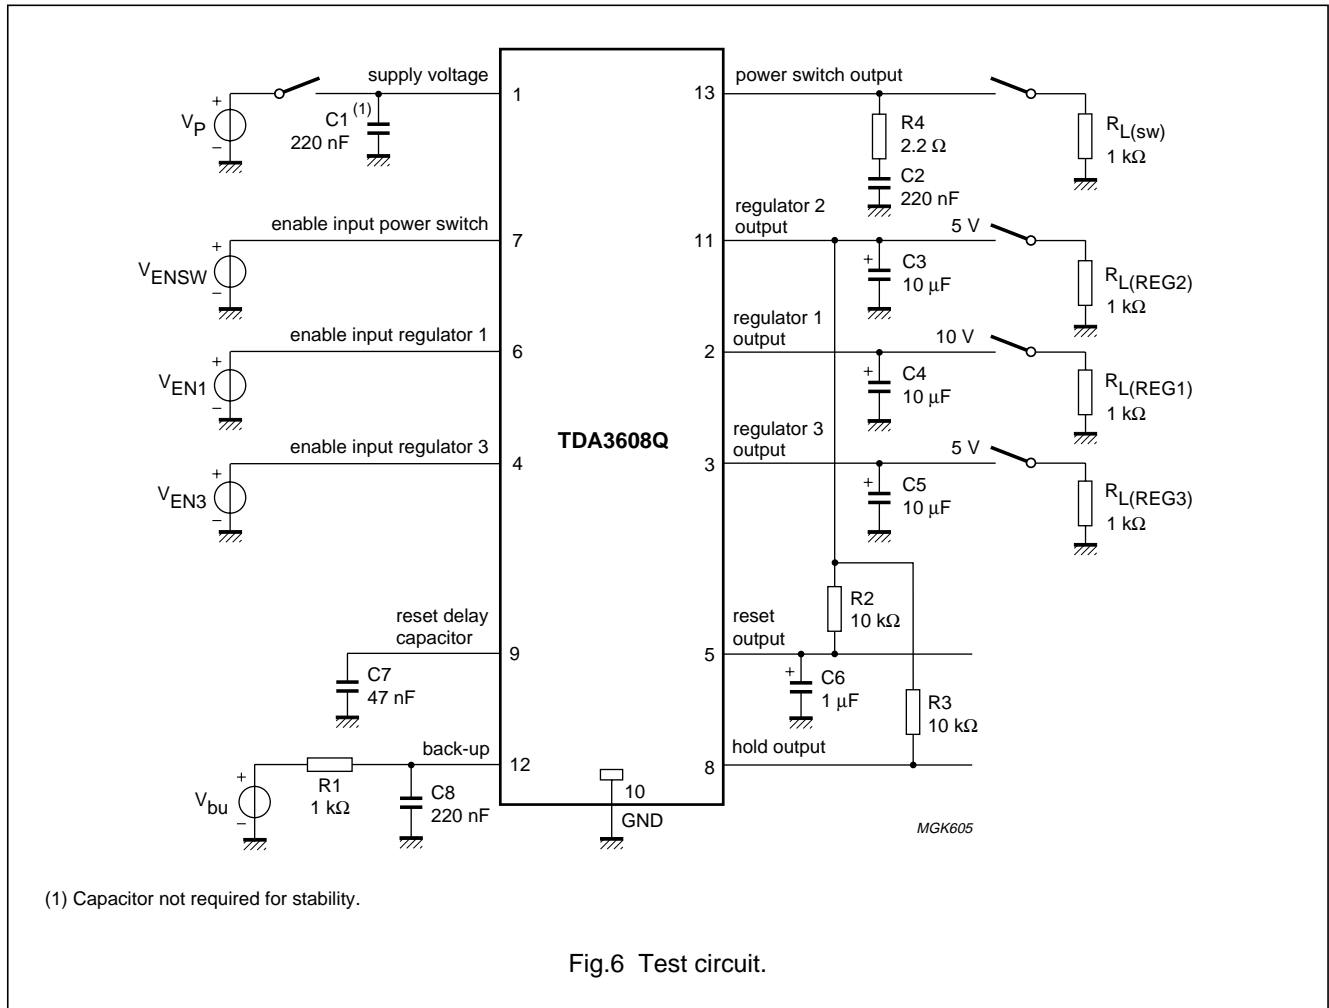 supply voltage
1
+
V_P
−
C1 (1)
220 nF
enable input power switch
7
+
V_ENSW
−
enable input regulator 1
6
+
V_EN1
−
enable input regulator 3
4
+
V_EN3
−
reset delay
capacitor
9
C7
47 nF
back-up
12
+
V_bu
−
R1
1 kΩ
C8
220 nF
TDA3608Q
10
GND
power switch output
13
R4
2.2 Ω
C2
220 nF
R_L(sw)
1 kΩ
regulator 2
output
11
5 V
+
C3
10 µF
R_L(REG2)
1 kΩ
regulator 1
output
2
10 V
+
C4
10 µF
R_L(REG1)
1 kΩ
regulator 3
output
3
5 V
+
C5
10 µF
R_L(REG3)
1 kΩ
R2
10 kΩ
reset
output
5
+
C6
1 µF
R3
10 kΩ
hold output
8
MGK605
(1) Capacitor not required for stability.
Fig.6 Test circuit.